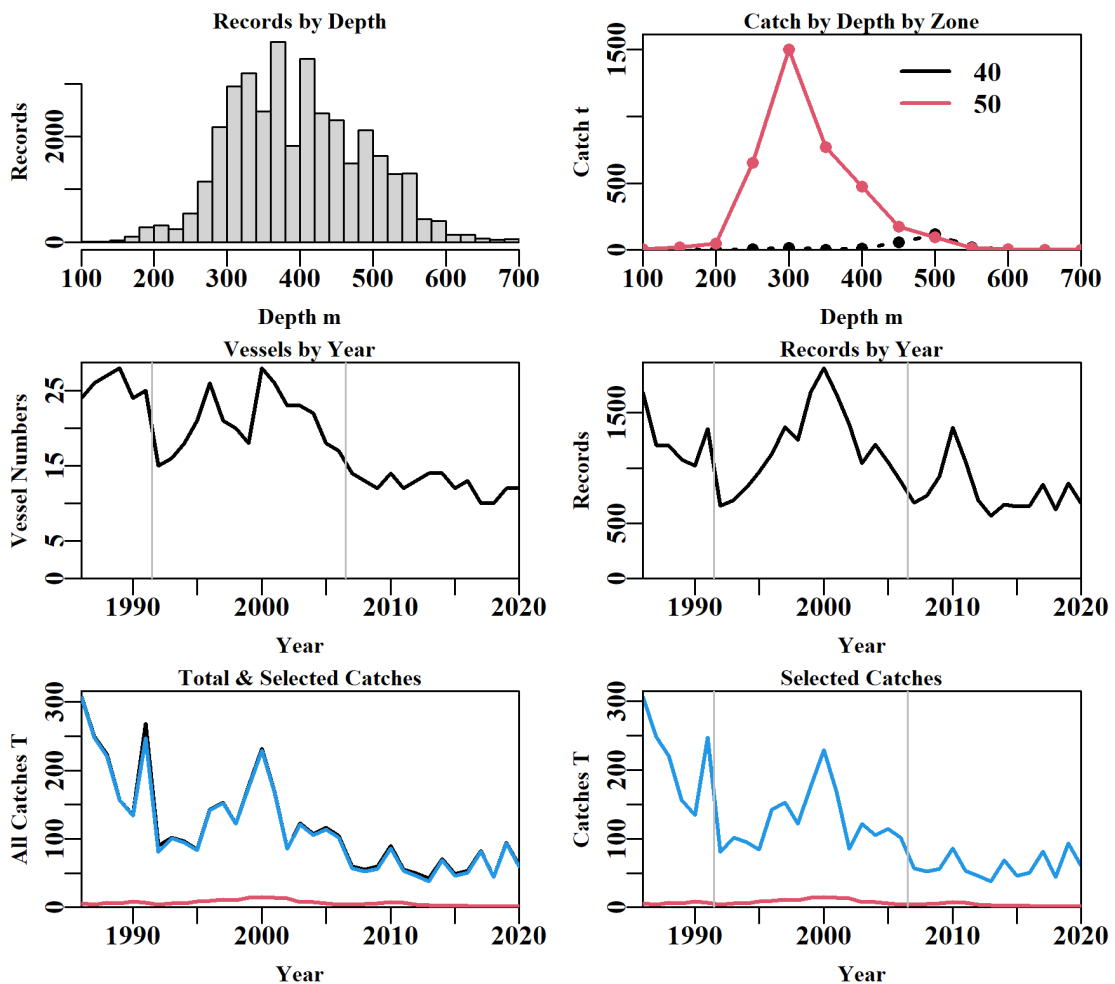 Records by Depth
Records
0 2000
100 200 300 400 500 600 700
Depth m
Catch by Depth by Zone
Catch t
0 500 1500
40
50
100 200 300 400 500 600 700
Depth m
Vessels by Year
Vessel Numbers
0 5 15 25
1990 2000 2010 2020
Year
Records by Year
Records
0 500 1500
1990 2000 2010 2020
Year
Total & Selected Catches
All Catches T
0 100 200 300
1990 2000 2010 2020
Year
Selected Catches
Catches T
0 100 200 300
1990 2000 2010 2020
Year